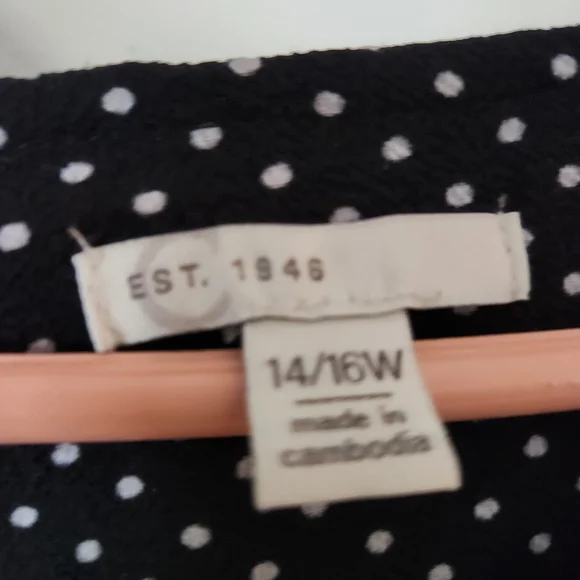 EST. 1946
14/16W
made in
cambodia